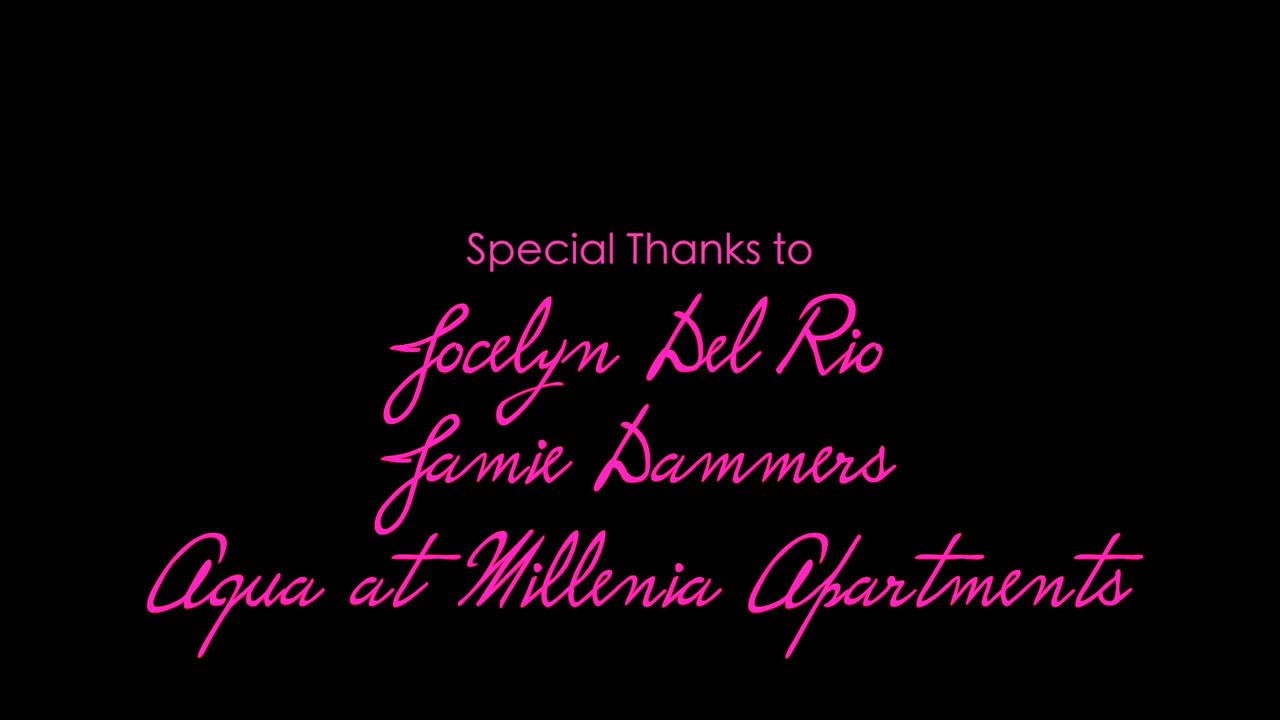 Special Thanks to
Jocelyn Del Rio
Jamie Dammers
Aqua at Millenia Apartments